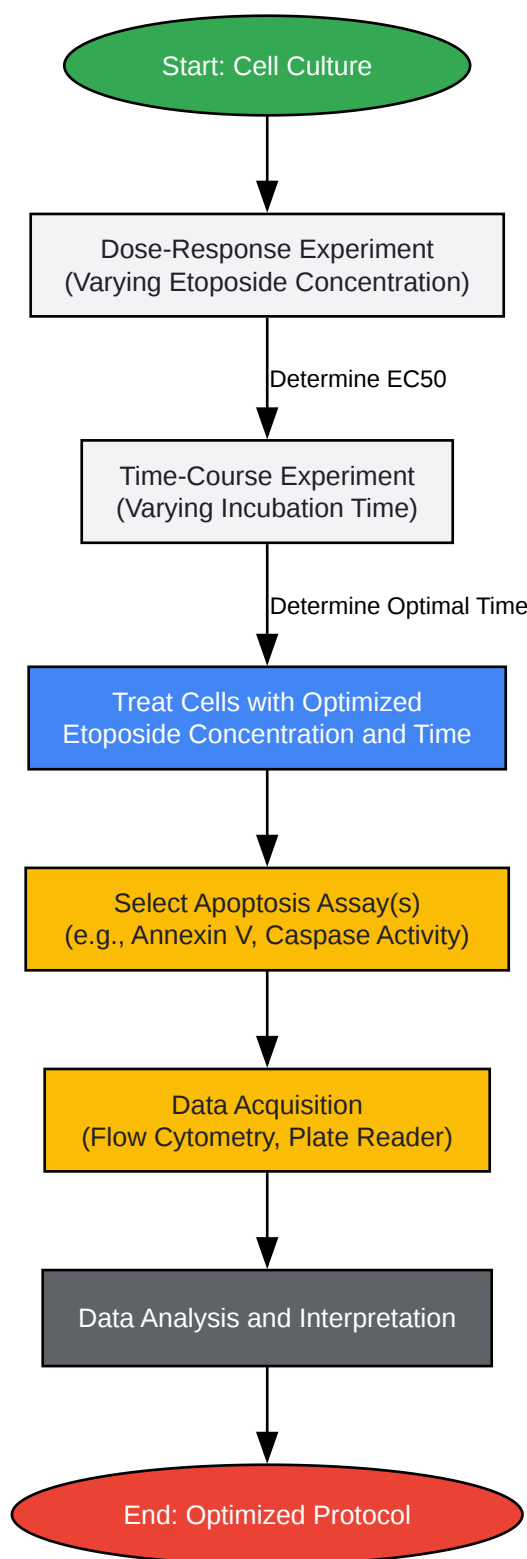 Start: Cell Culture
Dose-Response Experiment
(Varying Etoposide Concentration)
Determine EC50
Time-Course Experiment
(Varying Incubation Time)
Determine Optimal Time
Treat Cells with Optimized
Etoposide Concentration and Time
Select Apoptosis Assay(s)
(e.g., Annexin V, Caspase Activity)
Data Acquisition
(Flow Cytometry, Plate Reader)
Data Analysis and Interpretation
End: Optimized Protocol